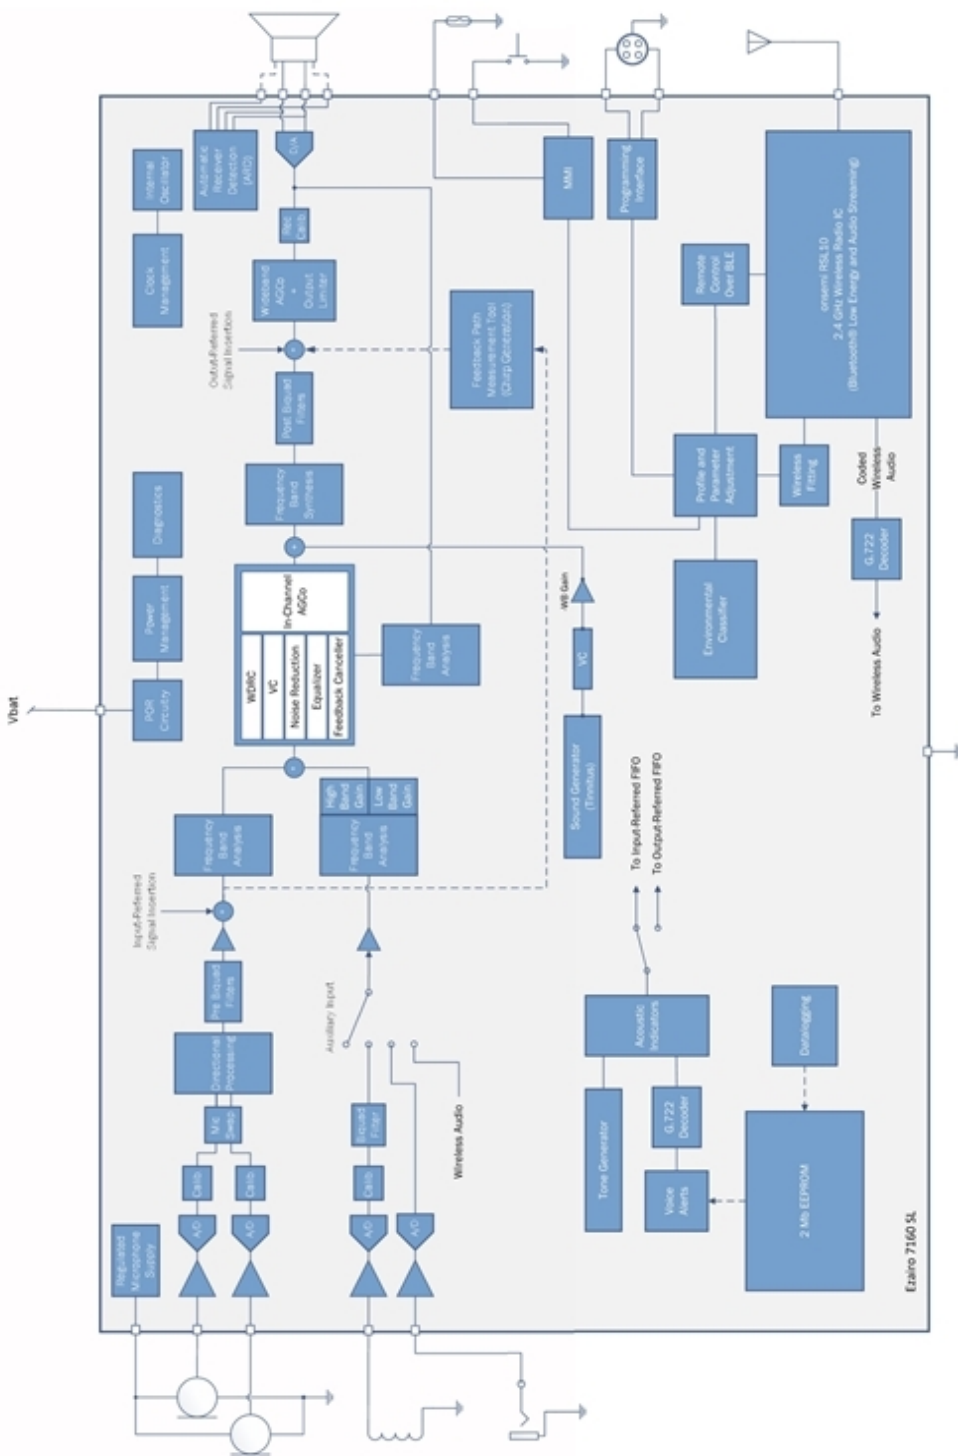 Vbat
Regulated
Microphone
Supply
POR
Circuitry
Power
Management
Diagnostics
Clock
Management
Internal
Oscillator
A/D
Calib
A/D
Calib
Mic
Swap
Directional
Processing
Pre Biquad
Filters
Input-Referred
Signal Insertion
Frequency
Band
Analysis
WDRC
VC
Noise Reduction
Equalizer
Feedback Canceller
In-Channel
AGCo
Frequency
Band
Synthesis
Post Biquad
Filters
Outut-Referred
Signal Insertion
Wideband
AGCo
+
Output
Limiter
Rec
Calib
D/A
Automatic
Receiver
Detection
(ARD)
A/D
Calib
Biquad
Filter
A/D
Auxiliary Input
Wireless Audio
Frequency
Band
Analysis
High
Band
Gain
Low
Band
Gain
Frequency
Band
Analysis
Feedback Path
Measurement Tool
(Chirp Generation)
Sound Generator
(Tinnitus)
VC
-WB Gain
MMI
Programming
Interface
Tone Generator
Voice
Alerts
G.722
Decoder
Acoustic
Indicators
To Input-Referred FIFO
To Output-Referred FIFO
Environmental
Classifier
Profile and
Parameter
Adjustment
Remote
Control
Over BLE
Wireless
Fitting
onsemi RSL10
2.4 GHz Wireless Radio IC
(Bluetooth® Low Energy and Audio Streaming)
2 Mb EEPROM
Datalogging
To Wireless Audio
G.722
Decoder
Coded
Wireless
Audio
Ezairo 7160 SL